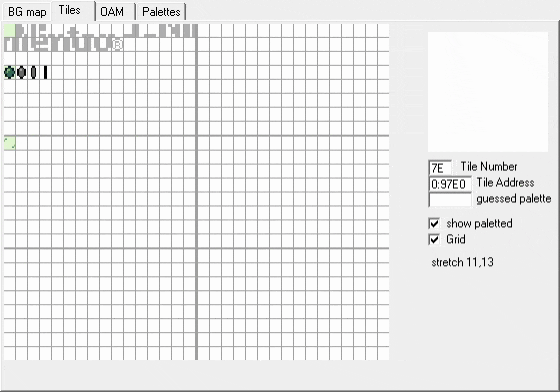 BG map Tiles OAM Palettes
7E Tile Number
0:97E0 Tile Address
guessed palette
show paletted
Grid
stretch 11,13